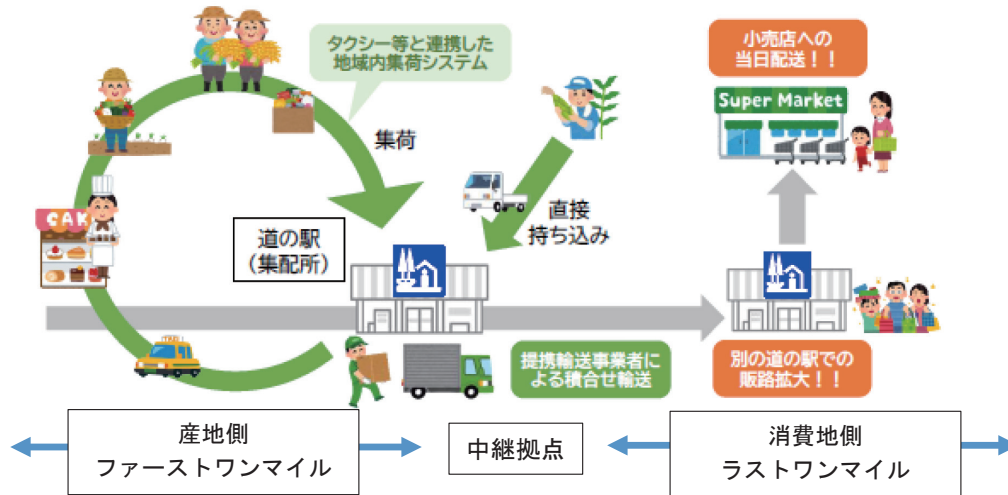 タクシー等と連携した
地域内集荷システム
集荷
直接
持ち込み
小売店への
当日配送！！
Super Market
CAK
道の駅
（集配所）
TAXI
提携輸送事業者に
よる積合せ輸送
別の道の駅での
販路拡大！！
産地側
ファーストワンマイル
中継拠点
消費地側
ラストワンマイル